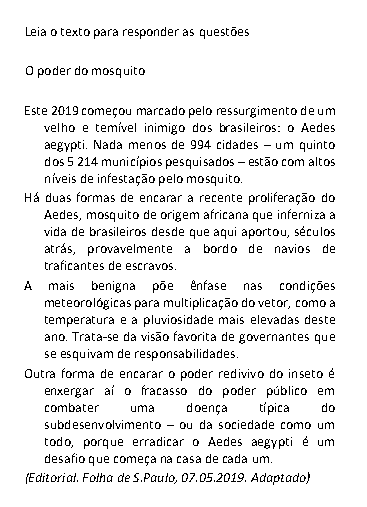 Leia o texto para responder as questões
O poder do mosquito
Este 2019 começou marcado pelo ressurgimento de um
velho e temível inimigo dos brasileiros: o Aedes
aegypti. Nada menos de 994 cidades – um quinto
dos 5 214 municípios pesquisados – estão com altos
níveis de infestação pelo mosquito.
Há duas formas de encarar a recente proliferação do
Aedes, mosquito de origem africana que inferniza a
vida de brasileiros desde que aqui aportou, séculos
atrás, provavelmente a bordo de navios de
traficantes de escravos.
A mais benigna põe ênfase nas condições
meteorológicas para multiplicação do vetor, como a
temperatura e a pluviosidade mais elevadas deste
ano. Trata-se da visão favorita de governantes que
se esquivam de responsabilidades.
Outra forma de encarar o poder redivivo do inseto é
enxergar aí o fracasso do poder público em
combater uma doença típica do
subdesenvolvimento – ou da sociedade como um
todo, porque erradicar o Aedes aegypti é um
desafio que começa na casa de cada um.
(Editorial. Folha de S.Paulo, 07.05.2019. Adaptado)